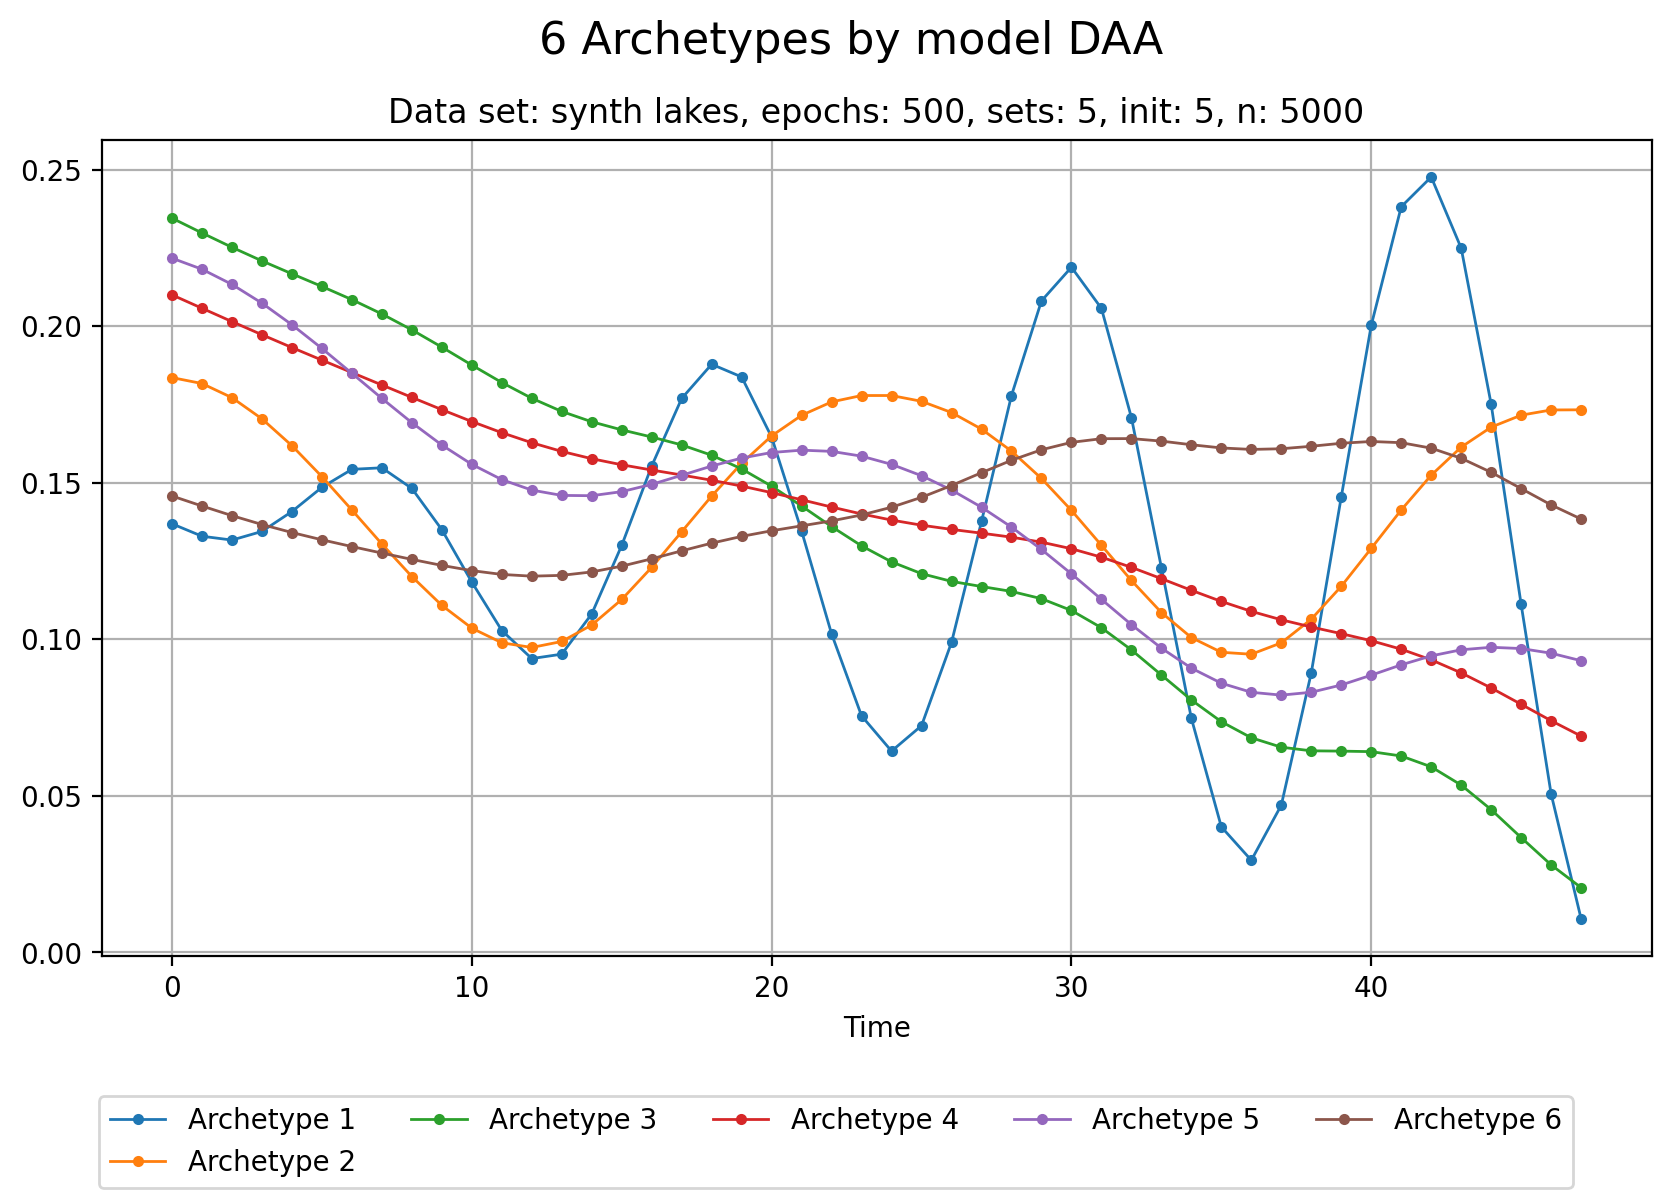 6 Archetypes by model DAA
Data set: synth lakes, epochs: 500, sets: 5, init: 5, n: 5000
0.25
0.20
0.15
0.10
0.05
0.00
0 10 20 30 40
Time
Archetype 1 Archetype 3 Archetype 4 Archetype 5 Archetype 6
Archetype 2